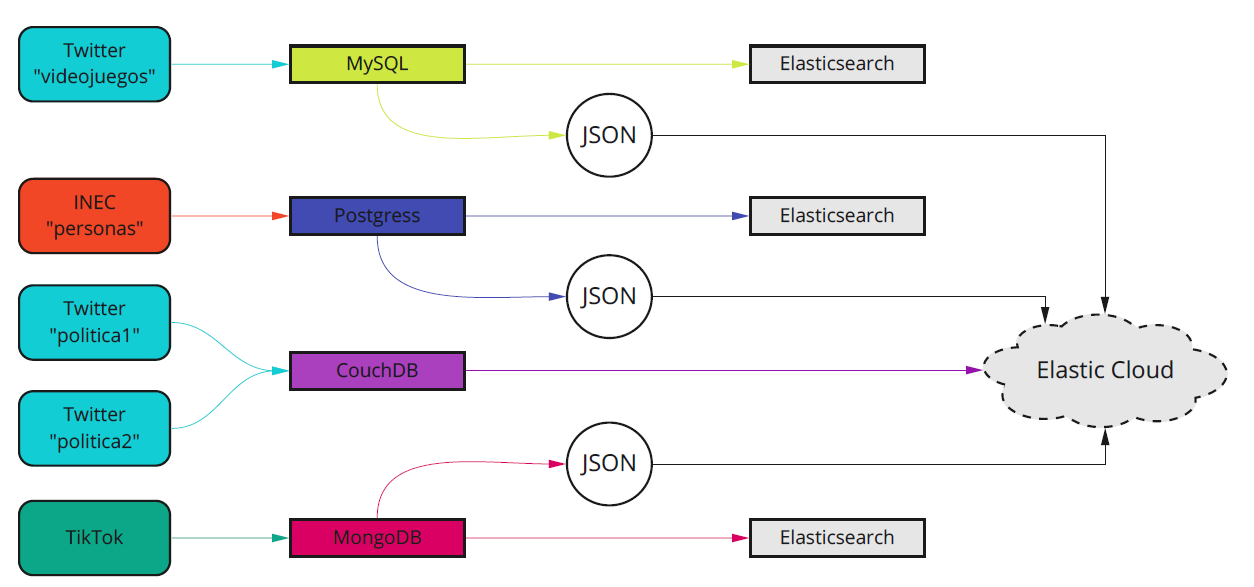 Twitter
"videojuegos"
MySQL
Elasticsearch
JSON
INEC
"personas"
Postgress
Elasticsearch
JSON
Twitter
"politica1"
CouchDB
Elastic Cloud
Twitter
"politica2"
JSON
TikTok
MongoDB
Elasticsearch